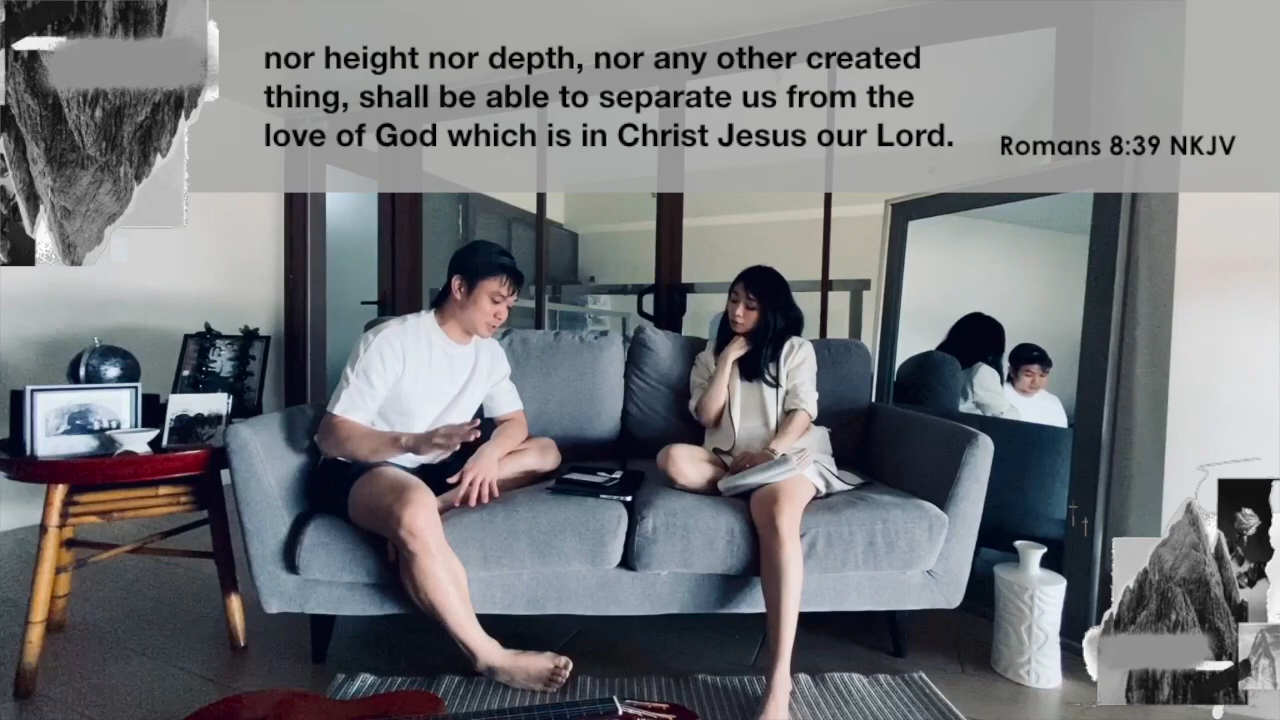 nor height nor depth, nor any other created
thing, shall be able to separate us from the
love of God which is in Christ Jesus our Lord.
Romans 8:39 NKJV